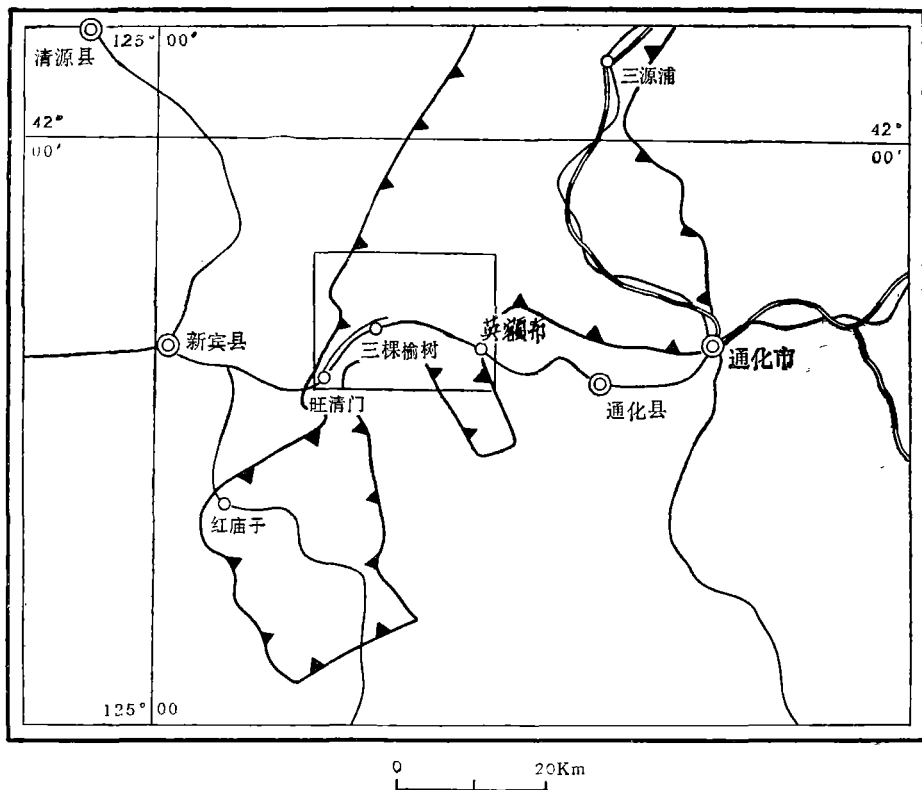 125° 00'
清源县
三源浦
42°
00'
42°
00'
新宾县
三棵榆树
英额布
通化市
旺清门
通化县
红庙子
125° 00
0 20Km